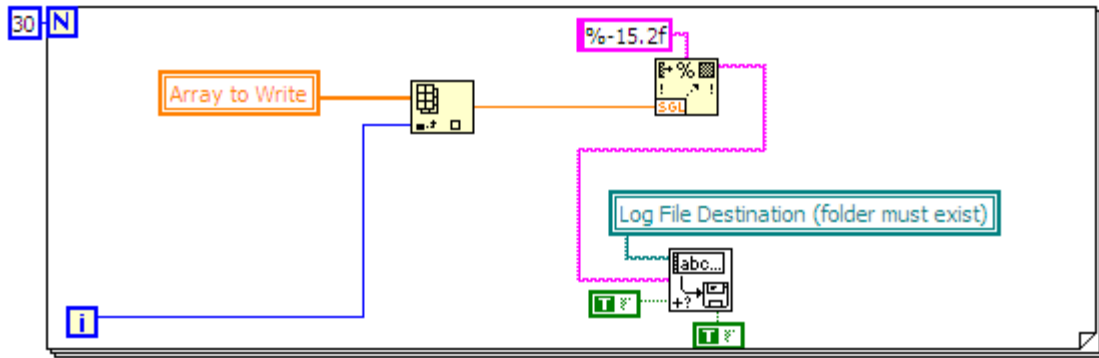 30 N
%-15.2f
Array to Write
% !
! SGL
Log File Destination (folder must exist)
abc...
+?
T
i
T